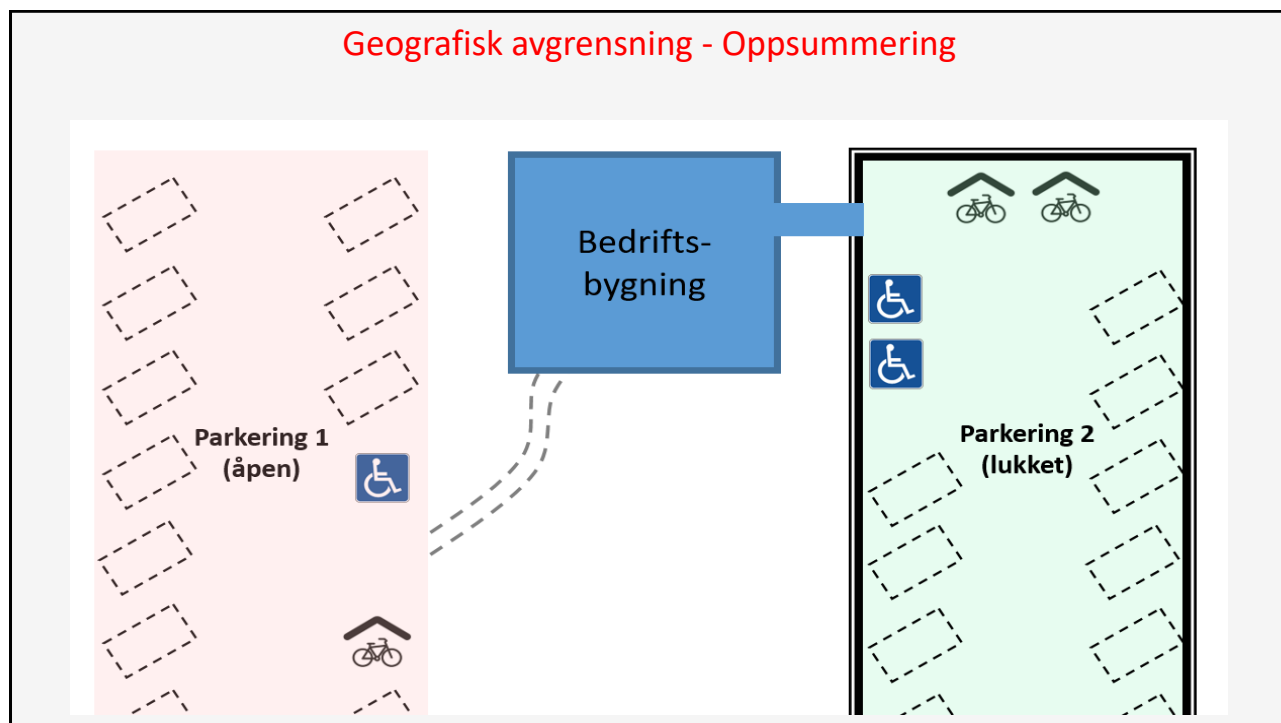 Geografisk avgrensning - Oppsummering
Bedrifts-
bygning
Parkering 1
(åpen)
Parkering 2
(lukket)